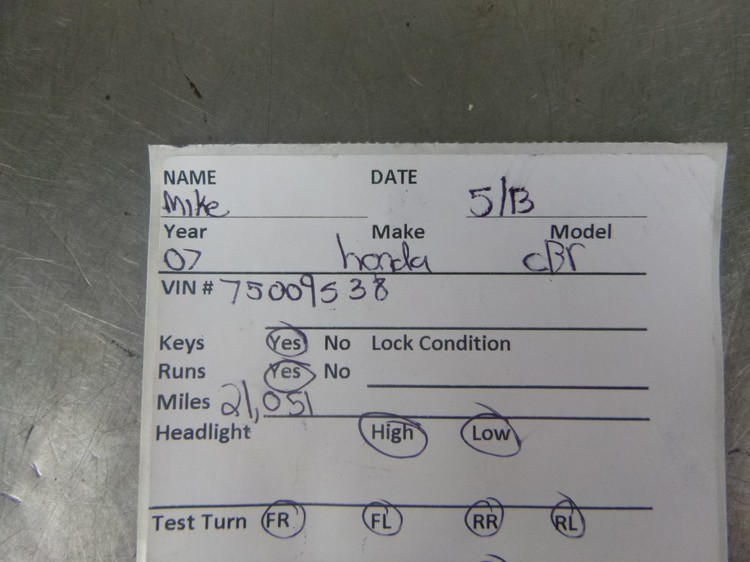 NAME DATE
Mike 5/13
Year Make Model
07 honda cBr
VIN # 75009538
Keys Yes No Lock Condition
Runs Yes No
Miles 21,051
Headlight High Low
Test Turn FR FL RR RL